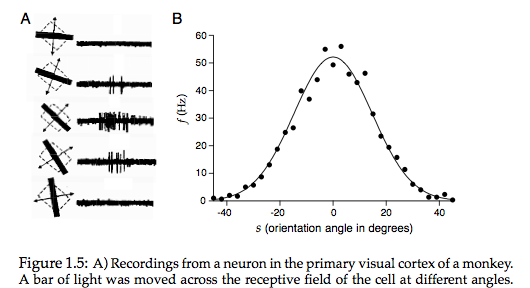 A
B
60
50
40
30
20
10
0
f (Hz)
-40 -20 0 20 40
s (orientation angle in degrees)
Figure 1.5: A) Recordings from a neuron in the primary visual cortex of a monkey.
A bar of light was moved across the receptive field of the cell at different angles.